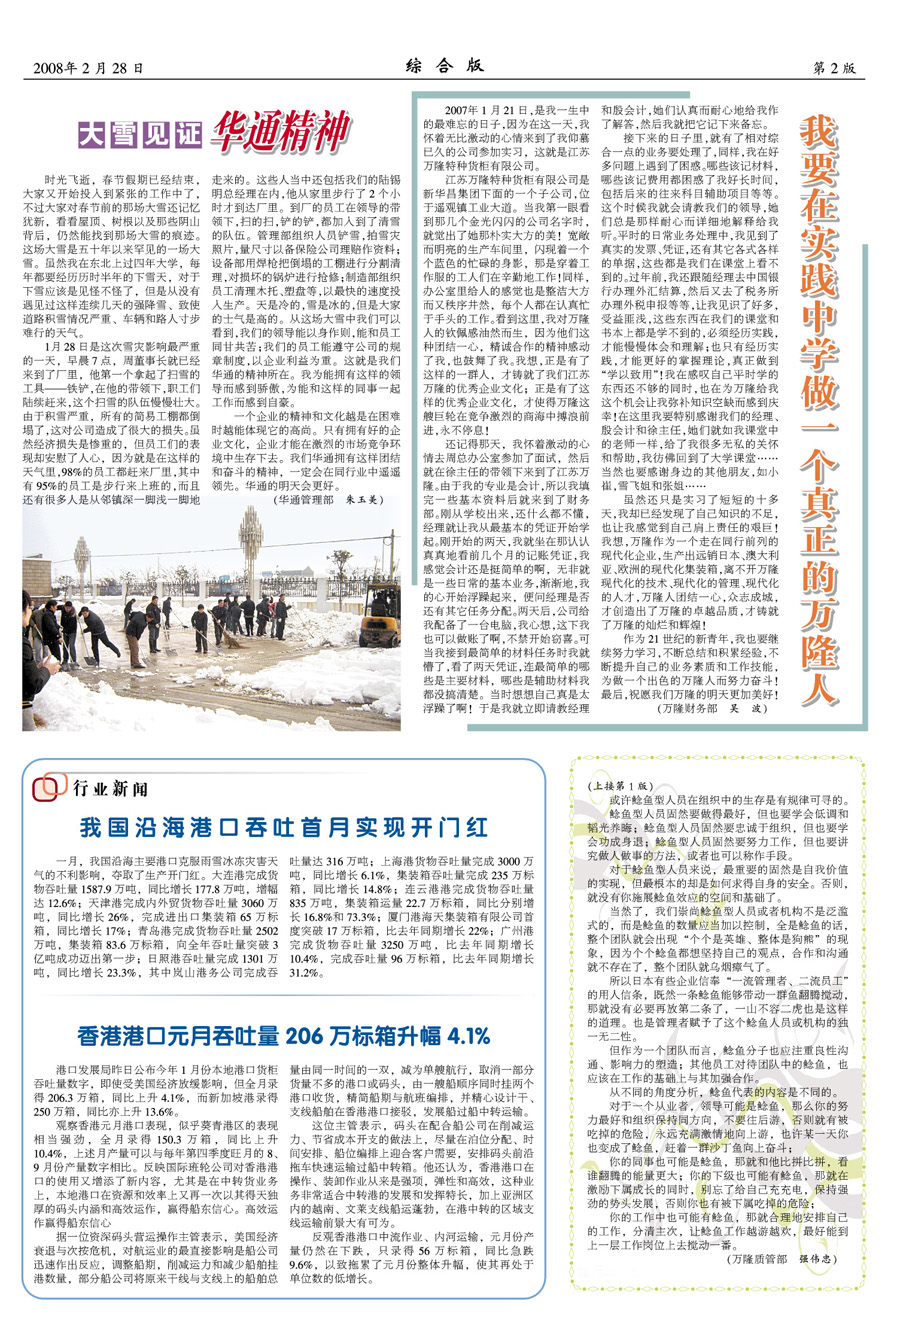 2008年2月28日
综合版
第2版
大雪见证 华通精神
时光飞逝，春节假期已经结束，
大家又开始投入到紧张的工作中了，
不过大家对春节前的那场大雪还记忆
犹新，看看屋顶、树根以及那些阴山
背后，仍然能找到那场大雪的痕迹。
这场大雪是五十年以来罕见的一场大
雪。虽然我在东北上过四年大学，每
年都要经历历时半年的下雪天，对于
下雪应该是见怪不怪了，但是从没有
遇见过这样连续几天的强降雪、致使
道路积雪情况严重、车辆和路人寸步
难行的天气。
1月28日是这次雪灾影响最严重
的一天，早晨7点，周董事长就已经
来到了厂里，他第一个拿起了扫雪的
工具——铁铲,在他的带领下,职工们
陆续赶来,这个扫雪的队伍慢慢壮大。
由于积雪严重，所有的简易工棚都倒
塌了,这对公司造成了很大的损失。虽
然经济损失是惨重的，但员工们的表
现却安慰了人心，因为就是在这样的
天气里,98%的员工都赶来厂里,其中
有95%的员工是步行来上班的,而且
还有很多人是从邻镇深一脚浅一脚地
走来的。这些人当中还包括我们的陆锡
明总经理在内,他从家里步行了2个小
时才到达厂里。到厂的员工在领导的带
领下,扫的扫,铲的铲,都加入到了清雪
的队伍。管理部组织人员铲雪,拍雪灾
照片,量尺寸以备保险公司理赔作资料;
设备部用焊枪把倒塌的工棚进行分割清
理,对损坏的锅炉进行抢修;制造部组织
员工清理木托、塑盘等,以最快的速度投
入生产。天是冷的,雪是冰的,但是大家
的士气是高的。从这场大雪中我们可以
看到,我们的领导能以身作则,能和员工
同甘共苦;我们的员工能遵守公司的规
章制度,以企业利益为重。这就是我们
华通的精神所在。我为能拥有这样的领
导而感到骄傲,为能和这样的同事一起
工作而感到自豪。
一个企业的精神和文化越是在困难
时越能体现它的高尚。只有拥有好的企
业文化，企业才能在激烈的市场竞争环
境中生存下去。我们华通拥有这样团结
和奋斗的精神，一定会在同行业中遥遥
领先。华通的明天会更好。
(华通管理部 朱玉美)
我要在实践中学做一个真正的万隆人
2007年1月21日,是我一生中
的最难忘的日子,因为在这一天,我
怀着无比激动的心情来到了我仰慕
已久的公司参加实习，这就是江苏
万隆特种货柜有限公司。
江苏万隆特种货柜有限公司是
新华昌集团下面的一个子公司,位
于遥观镇工业大道。当我第一眼看
到那几个金光闪闪的公司名字时,
就觉出了她那朴实大方的美！宽敞
而明亮的生产车间里，闪现着一个
个蓝色的忙碌的身影，那是穿着工
作服的工人们在辛勤地工作!同样,
办公室里给人的感觉也是整洁大方
而又秩序井然，每个人都在认真忙
于手头的工作。看到这里,我对万隆
人的钦佩感油然而生，因为他们这
种团结一心，精诚合作的精神感动
了我,也鼓舞了我。我想,正是有了
这样的一群人，才铸就了我们江苏
万隆的优秀企业文化；正是有了这
样的优秀企业文化，才使得万隆这
艘巨轮在竞争激烈的商海中搏浪前
进,永不停息!
还记得那天，我怀着激动的心
情去周总办公室参加了面试，然后
就在徐主任的带领下来到了江苏万
隆。由于我的专业是会计,所以我填
完一些基本资料后就来到了财务
部。刚从学校出来,还什么都不懂,
经理就让我从最基本的凭证开始学
起。刚开始的两天,我就坐在那认认
真真地看前几个月的记账凭证,我
感觉会计还是挺简单的啊，无非就
是一些日常的基本业务,渐渐地,我
的心开始浮躁起来，便问经理是否
还有其它任务分配。两天后,公司给
我配备了一台电脑,我心想,这下我
也可以做账了啊,不禁开始窃喜。可
当我接到最简单的材料任务时我就
懵了,看了两天凭证,连最简单的哪
些是主要材料，哪些是辅助材料我
都没搞清楚。当时想想自己真是太
浮躁了啊！于是我就立即请教经理
和殷会计,她们认真而耐心地给我作
了解答,然后我就把它记下来备忘。
接下来的日子里,就有了相对综
合一点的业务要处理了,同样,我在好
多问题上遇到了困惑。哪些该记材料,
哪些该记费用都困惑了我好长时间,
包括后来的往来科目辅助项目等等。
这个时候我就会请教我们的领导,她
们总是那样耐心而详细地解释给我
听。平时的日常业务处理中,我见到了
真实的发票、凭证,还有其它各式各样
的单据,这些都是我们在课堂上看不
到的。过年前,我还跟随经理去中国银
行办理外汇结算,然后又去了税务所
办理外税申报等等,让我见识了好多,
受益匪浅,这些东西在我们的课堂和
书本上都是学不到的,必须经历实践,
才能慢慢体会和理解;也只有经历实
践,才能更好的掌握理论,真正做到
“学以致用”!我在感叹自己平时学的
东西还不够的同时,也在为万隆给我
这个机会让我弥补知识空缺而感到庆
幸!在这里我要特别感谢我们的经理、
殷会计和徐主任,她们就如我课堂中
的老师一样,给了我很多无私的关怀
和帮助,我仿佛回到了大学课堂……
当然也要感谢身边的其他朋友,如小
崔,雪飞姐和张姐……
虽然还只是实习了短短的十多
天,我却已经发现了自己知识的不足,
也让我感觉到自己肩上责任的艰巨!
我想,万隆作为一个走在同行前列的
现代化企业,生产出远销日本、澳大利
亚、欧洲的现代化集装箱,离不开万隆
现代化的技术、现代化的管理、现代化
的人才,万隆人团结一心,众志成城,
才创造出了万隆的卓越品质,才铸就
了万隆的灿烂和辉煌!
作为21世纪的新青年,我也要继
续努力学习,不断总结和积累经验,不
断提升自己的业务素质和工作技能,
为做一个出色的万隆人而努力奋斗!
最后,祝愿我们万隆的明天更加美好!
(万隆财务部 吴 波)
行业新闻
我国沿海港口吞吐首月实现开门红
一月，我国沿海主要港口克服雨雪冰冻灾害天
气的不利影响，夺取了生产开门红。大连港完成货
物吞吐量1587.9万吨，同比增长177.8万吨，增幅
达12.6%；天津港完成内外贸货物吞吐量3060万
吨，同比增长26%，完成进出口集装箱65万标
箱，同比增长17%；青岛港完成货物吞吐量2502
万吨，集装箱83.6万标箱，向全年吞吐量突破3
亿吨成功迈出第一步；日照港吞吐量完成1301万
吨，同比增长23.3%，其中岚山港务公司完成吞
吐量达316万吨；上海港货物吞吐量完成3000万
吨，同比增长6.1%，集装箱吞吐量完成235万标
箱，同比增长14.8%；连云港港完成货物吞吐量
835万吨，集装箱运量22.7万标箱，同比分别增
长16.8%和73.3%；厦门港海天集装箱有限公司首
度突破17万标箱，比去年同期增长22%；广州港
完成货物吞吐量3250万吨，比去年同期增长
10.4%，完成吞吐量96万标箱，比去年同期增长
31.2%。
香港港口元月吞吐量206万标箱升幅4.1%
港口发展局昨日公布今年1月份本地港口货柜
吞吐量数字，即使受美国经济放缓影响，但全月录
得206.3万箱，同比上升4.1%，而新加坡港录得
250万箱，同比亦上升13.6%。
观察香港元月港口表现，似乎葵青港区的表现
相当强劲，全月录得150.3万箱，同比上升
10.4%，上述月产量可以与每年第四季度旺月的8、
9月份产量数字相比。反映国际班轮公司对香港港
口的使用又增添了新内容，尤其是在中转货业务
上，本地港口在资源和效率上又再一次以其得天独
厚的码头内涵和高效运作，赢得船东信心。高效运
作赢得船东信心
据一位资深码头营运操作主管表示，美国经济
衰退与次按危机，对航运业的最直接影响是船公司
迅速作出反应，调整船期，削减运力和减少船舶挂
港数量，部分船公司将原来干线与支线上的船舶总
量由同一时间的一双，减为单艘航行，取消一部分
货量不多的港口或码头，由一艘船顺序同时挂两个
港口收货，精简船期与航班编排，并精心设计干、
支线船舶在香港港口接驳，发展船过船中转运输。
这位主管表示，码头在配合船公司在削减运
力、节省成本开支的做法上，尽量在泊位分配、时
间安排、船位编排上迎合客户需要，安排码头前沿
拖车快速运输过船中转箱。他还认为，香港港口在
操作、装卸作业从来是强项，弹性和高效，这种业
务非常适合中转港的发展和发挥特长，加上亚洲区
内的越南、文莱支线船运蓬勃，在港中转的区域支
线运输前景大有可为。
反观香港港口中流作业、内河运输，元月份产
量仍然在下跌，只录得56万标箱，同比急跌
9.6%，以致拖累了元月份整体升幅，使其再处于
单位数的低增长。
(上接第1版)
或许鲶鱼型人员在组织中的生存是有规律可寻的。
鲶鱼型人员固然要做得最好，但也要学会低调和
韬光养晦；鲶鱼型人员固然要忠诚于组织，但也要学
会功成身退；鲶鱼型人员固然要努力工作，但也要讲
究做人做事的方法，或者也可以称作手段。
对于鲶鱼型人员来说，最重要的固然是自我价值
的实现，但最根本的却是如何求得自身的安全。否则，
就没有你施展鲶鱼效应的空间和基础了。
当然了，我们崇尚鲶鱼型人员或者机构不是泛滥
式的，而是鲶鱼的数量应当加以控制，全是鲶鱼的话，
整个团队就会出现“个个是英雄、整体是狗熊”的现
象，因为个个鲶鱼都想坚持自己的观点，合作和沟通
就不存在了，整个团队就乌烟瘴气了。
所以日本有些企业信奉“一流管理者、二流员工”
的用人信条，既然一条鲶鱼能够带动一群鱼翻腾搅动，
那就没有必要再放第二条了，一山不容二虎也是这样
的道理。也是管理者赋予了这个鲶鱼人员或机构的独
一无二性。
但作为一个团队而言，鲶鱼分子也应注重良性沟
通、影响力的塑造；其他员工对待团队中的鲶鱼，也
应该在工作的基础上与其加强合作。
从不同的角度分析，鲶鱼代表的内容是不同的。
对于一个从业者，领导可能是鲶鱼，那么你的努
力最好和组织保持同方向，不要往后游，否则就有被
吃掉的危险，永远充满激情地向上游，也许某一天你
也变成了鲶鱼，赶着一群沙丁鱼向上奋斗；
你的同事也可能是鲶鱼，那就和他比拼比拼，看
谁翻腾的能量更大；你的下级也可能有鲶鱼，那就在
激励下属成长的同时，别忘了给自己充充电，保持强
劲的势头发展，否则你也有被下属吃掉的危险；
你的工作中也可能有鲶鱼，那就合理地安排自己
的工作，分清主次，让鲶鱼工作越游越欢，最好能到
上一层工作岗位上去搅动一番。
(万隆质管部 强伟忠)